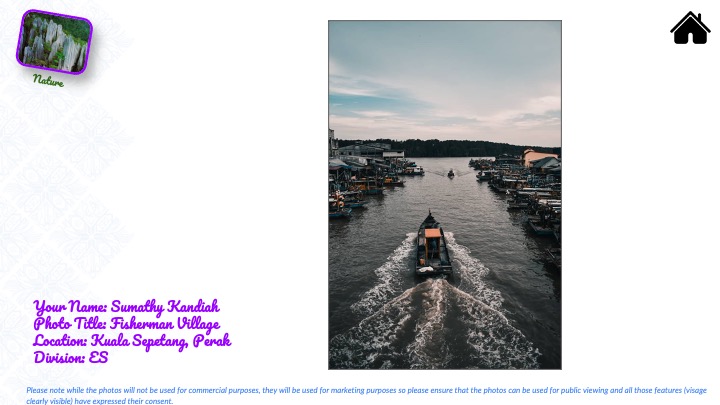 Nature
Your Name: Sumathy Kandiah
Photo Title: Fisherman Village
Location: Kuala Sepetang, Perak
Division: ES
Please note while the photos will not be used for commercial purposes, they will be used for marketing purposes so please ensure that the photos can be used for public viewing and all those features (visage
clearly visible) have expressed their consent.